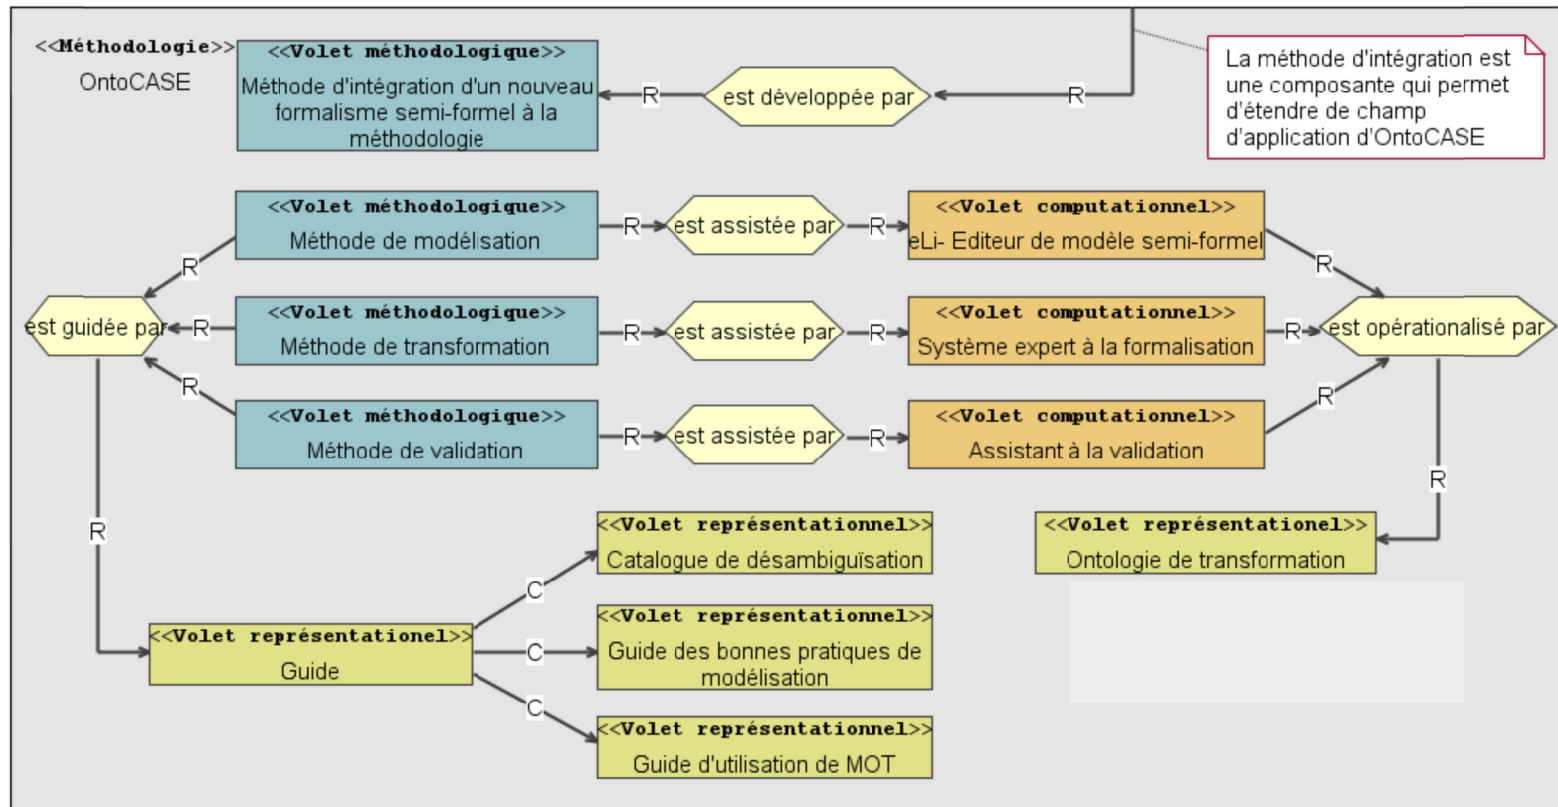 <<Méthodologie>>
OntoCASE
<<Volet méthodologique>>
Méthode d'intégration d'un nouveau
formalisme semi-formel à la
méthodologie
R
est développée par
R
La méthode d'intégration est
une composante qui permet
d'étendre de champ
d'application d'OntoCASE
<<Volet méthodologique>>
Méthode de modélisation
R
est assistée par
R
<<Volet computationnel>>
eLi- Editeur de modèle semi-formel
R
R
est guidée par
R
<<Volet méthodologique>>
Méthode de transformation
R
est assistée par
R
<<Volet computationnel>>
Système expert à la formalisation
R
est opérationalisé par
R
<<Volet méthodologique>>
Méthode de validation
R
est assistée par
R
<<Volet computationnel>>
Assistant à la validation
R
R
R
<<Volet représentationnel>>
Catalogue de désambiguïsation
<<Volet représentationnel>>
Ontologie de transformation
C
<<Volet représentationel>>
Guide
C
<<Volet représentationnel>>
Guide des bonnes pratiques de
modélisation
C
<<Volet représentationnel>>
Guide d'utilisation de MOT